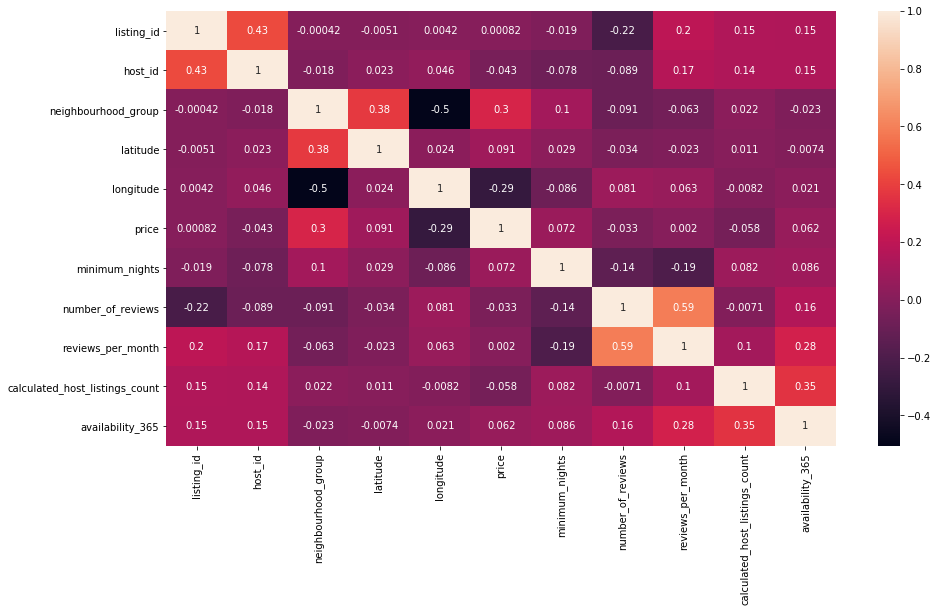 listing_id 1 0.43 -0.00042 -0.0051 0.0042 0.00082 -0.019 -0.22 0.2 0.15 0.15
host_id 0.43 1 -0.018 0.023 0.046 -0.043 -0.078 -0.089 0.17 0.14 0.15
neighbourhood_group -0.00042 -0.018 1 0.38 -0.5 0.3 0.1 -0.091 -0.063 0.022 -0.023
latitude -0.0051 0.023 0.38 1 0.024 0.091 0.029 -0.034 -0.023 0.011 -0.0074
longitude 0.0042 0.046 -0.5 0.024 1 -0.29 -0.086 0.081 0.063 -0.0082 0.021
price 0.00082 -0.043 0.3 0.091 -0.29 1 0.072 -0.033 0.002 -0.058 0.062
minimum_nights -0.019 -0.078 0.1 0.029 -0.086 0.072 1 -0.14 -0.19 0.082 0.086
number_of_reviews -0.22 -0.089 -0.091 -0.034 0.081 -0.033 -0.14 1 0.59 -0.0071 0.16
reviews_per_month 0.2 0.17 -0.063 -0.023 0.063 0.002 -0.19 0.59 1 0.1 0.28
calculated_host_listings_count 0.15 0.14 0.022 0.011 -0.0082 -0.058 0.082 -0.0071 0.1 1 0.35
availability_365 0.15 0.15 -0.023 -0.0074 0.021 0.062 0.086 0.16 0.28 0.35 1
listing_id
host_id
neighbourhood_group
latitude
longitude
price
minimum_nights
number_of_reviews
reviews_per_month
calculated_host_listings_count
availability_365
1.0
0.8
0.6
0.4
0.2
0.0
-0.2
-0.4